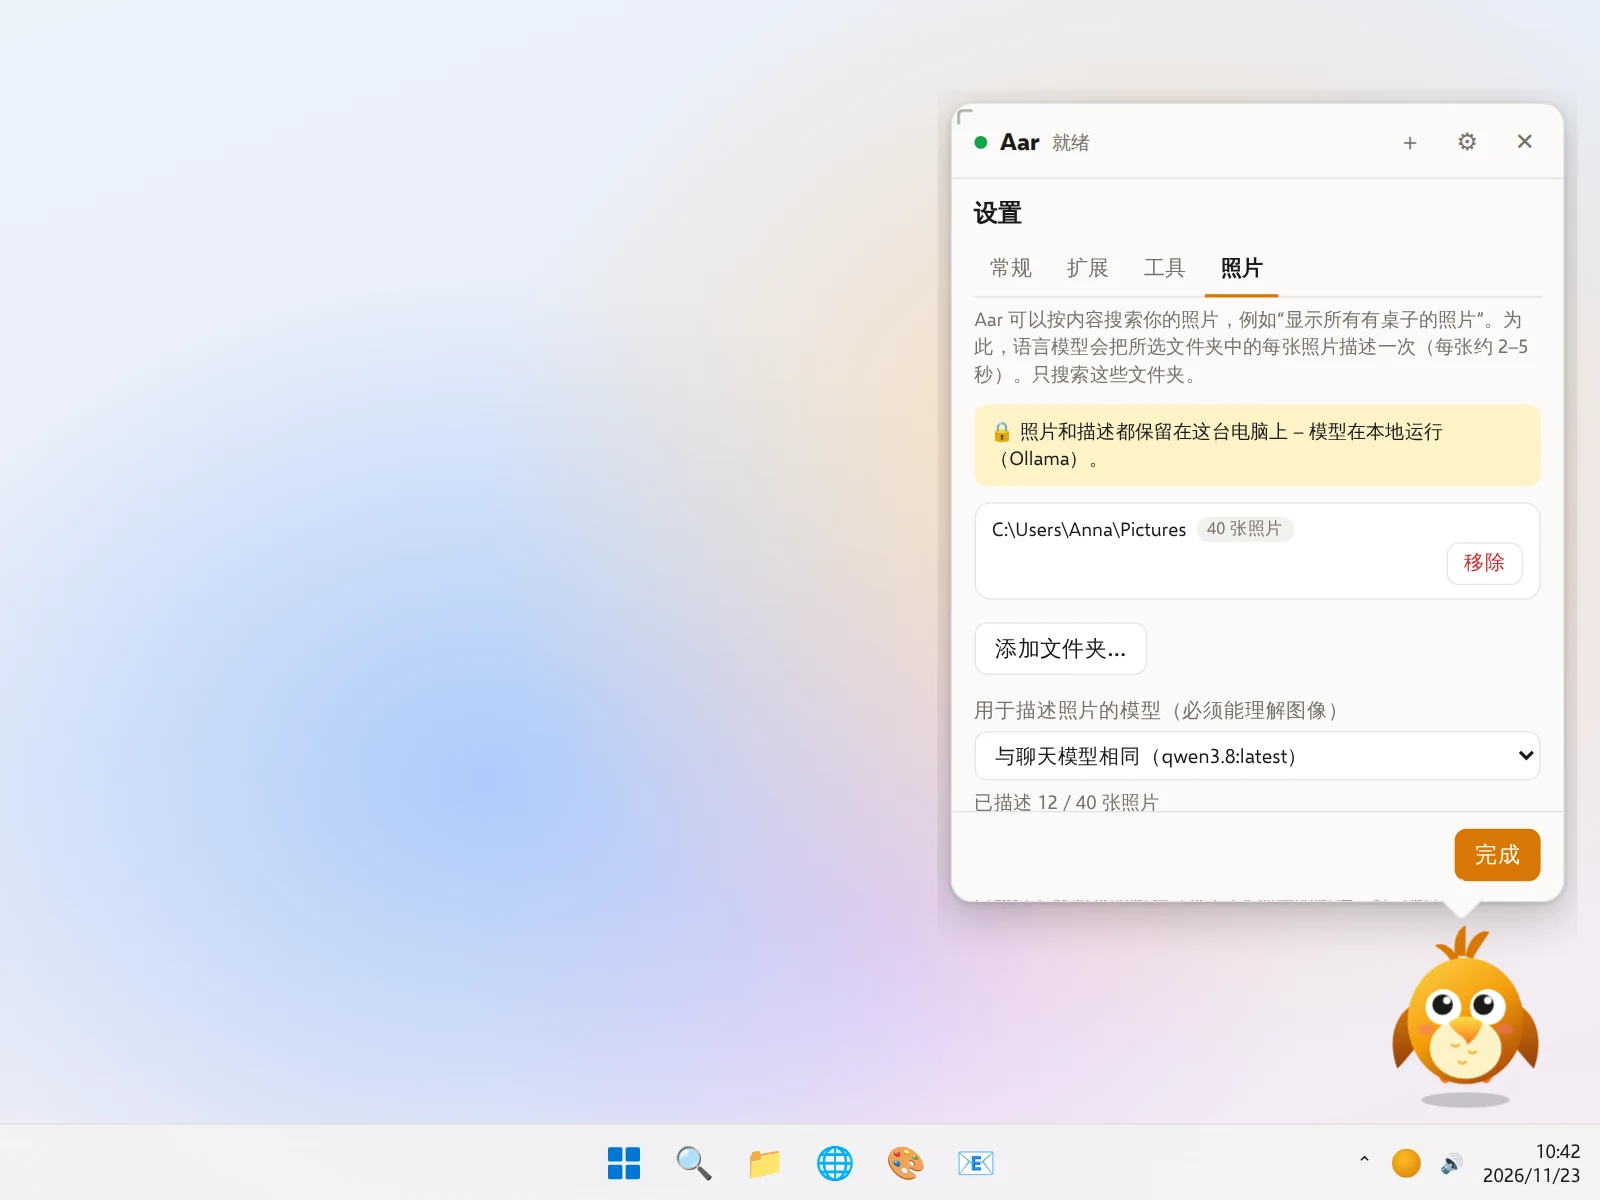 Aar 就绪
设置
常规 扩展 工具 照片
Aar 可以按内容搜索你的照片，例如“显示所有有桌子的照片”。为
此，语言模型会把所选文件夹中的每张照片描述一次（每张约 2–5
秒）。只搜索这些文件夹。
🔒 照片和描述都保留在这台电脑上 – 模型在本地运行
（Ollama）。
C:\Users\Anna\Pictures 40 张照片
移除
添加文件夹...
用于描述照片的模型（必须能理解图像）
与聊天模型相同（qwen3.8:latest）
已描述 12 / 40 张照片
完成
10:42
2026/11/23